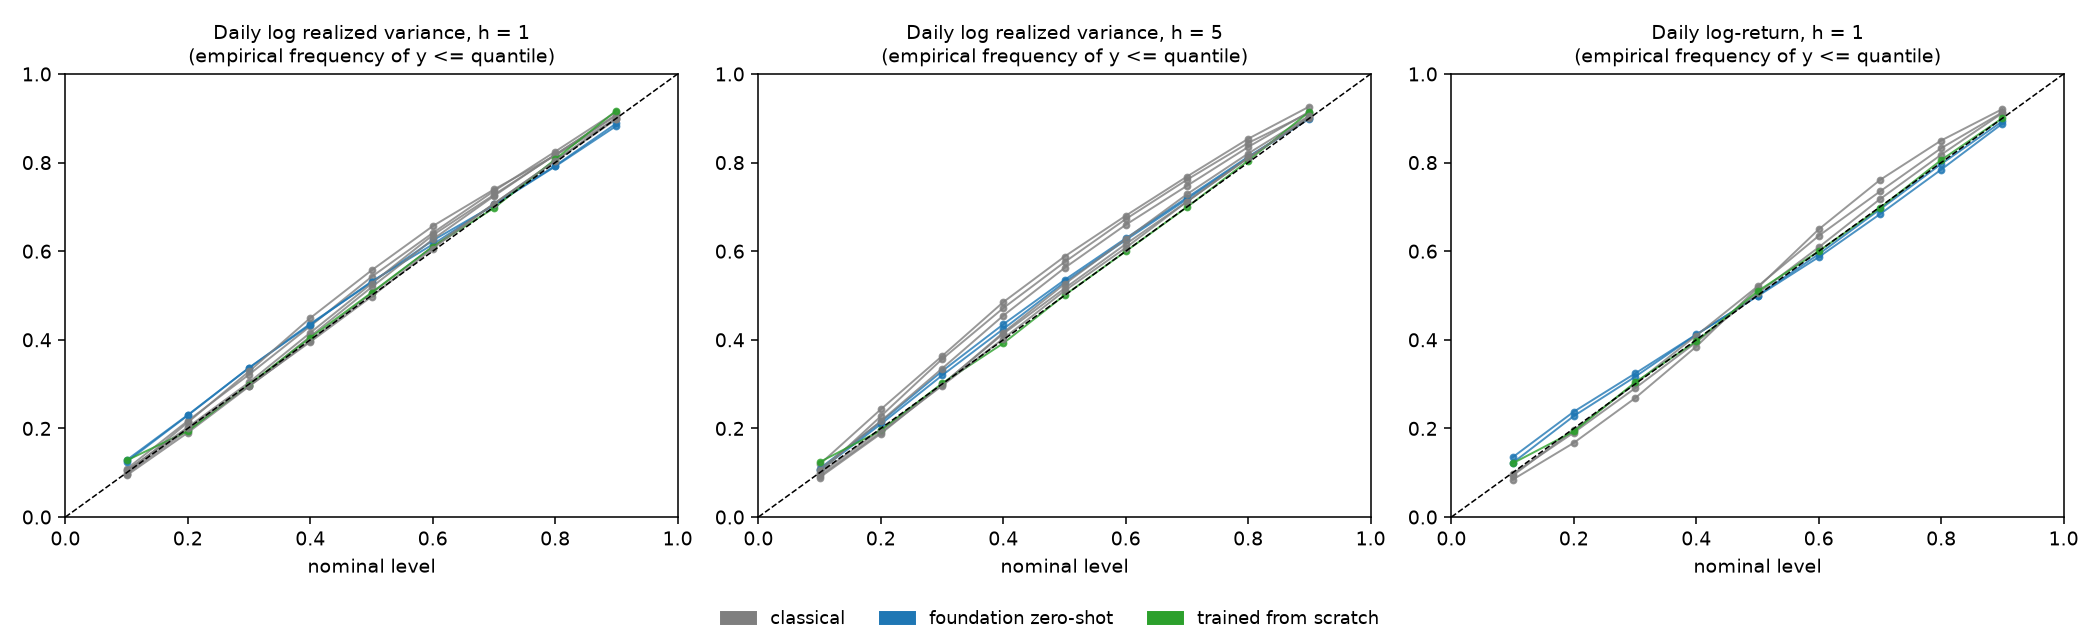 Daily log realized variance, h = 1
(empirical frequency of y <= quantile)
1.0
0.8
0.6
0.4
0.2
0.0
0.0 0.2 0.4 0.6 0.8 1.0
nominal level
Daily log realized variance, h = 5
(empirical frequency of y <= quantile)
1.0
0.8
0.6
0.4
0.2
0.0
0.0 0.2 0.4 0.6 0.8 1.0
nominal level
Daily log-return, h = 1
(empirical frequency of y <= quantile)
1.0
0.8
0.6
0.4
0.2
0.0
0.0 0.2 0.4 0.6 0.8 1.0
nominal level
classical foundation zero-shot trained from scratch